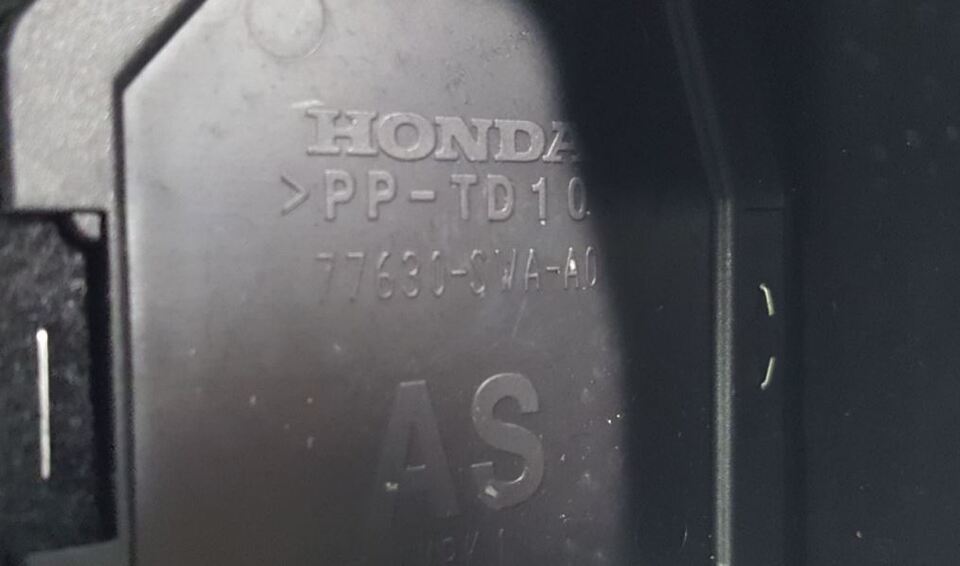 HONDA
>PP-TD10
77630-SWA-A0
AS